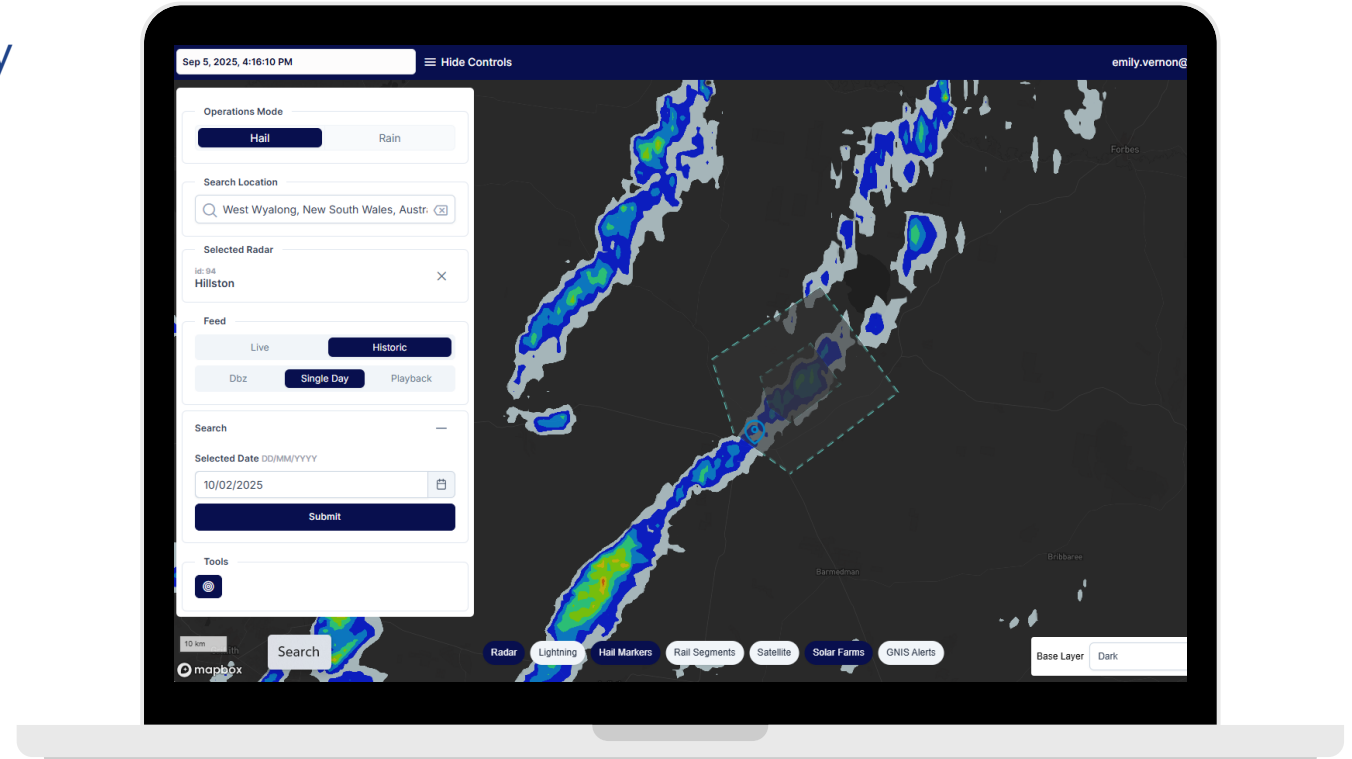 y
Sep 5, 2025, 4:16:10 PM
Hide Controls
emily.vernon@
Operations Mode
Hail
Rain
Search Location
West Wyalong, New South Wales, Austr
Selected Radar
id: 94
Hillston
Feed
Live
Historic
Dbz
Single Day
Playback
Search
Selected Date DD/MM/YYYY
10/02/2025
Submit
Tools
Forbes
Barmedman
Bribbaree
10 km
ith
mapbox
Search
Radar
Lightning
Hail Markers
Rail Segments
Satellite
Solar Farms
GNIS Alerts
Base Layer
Dark